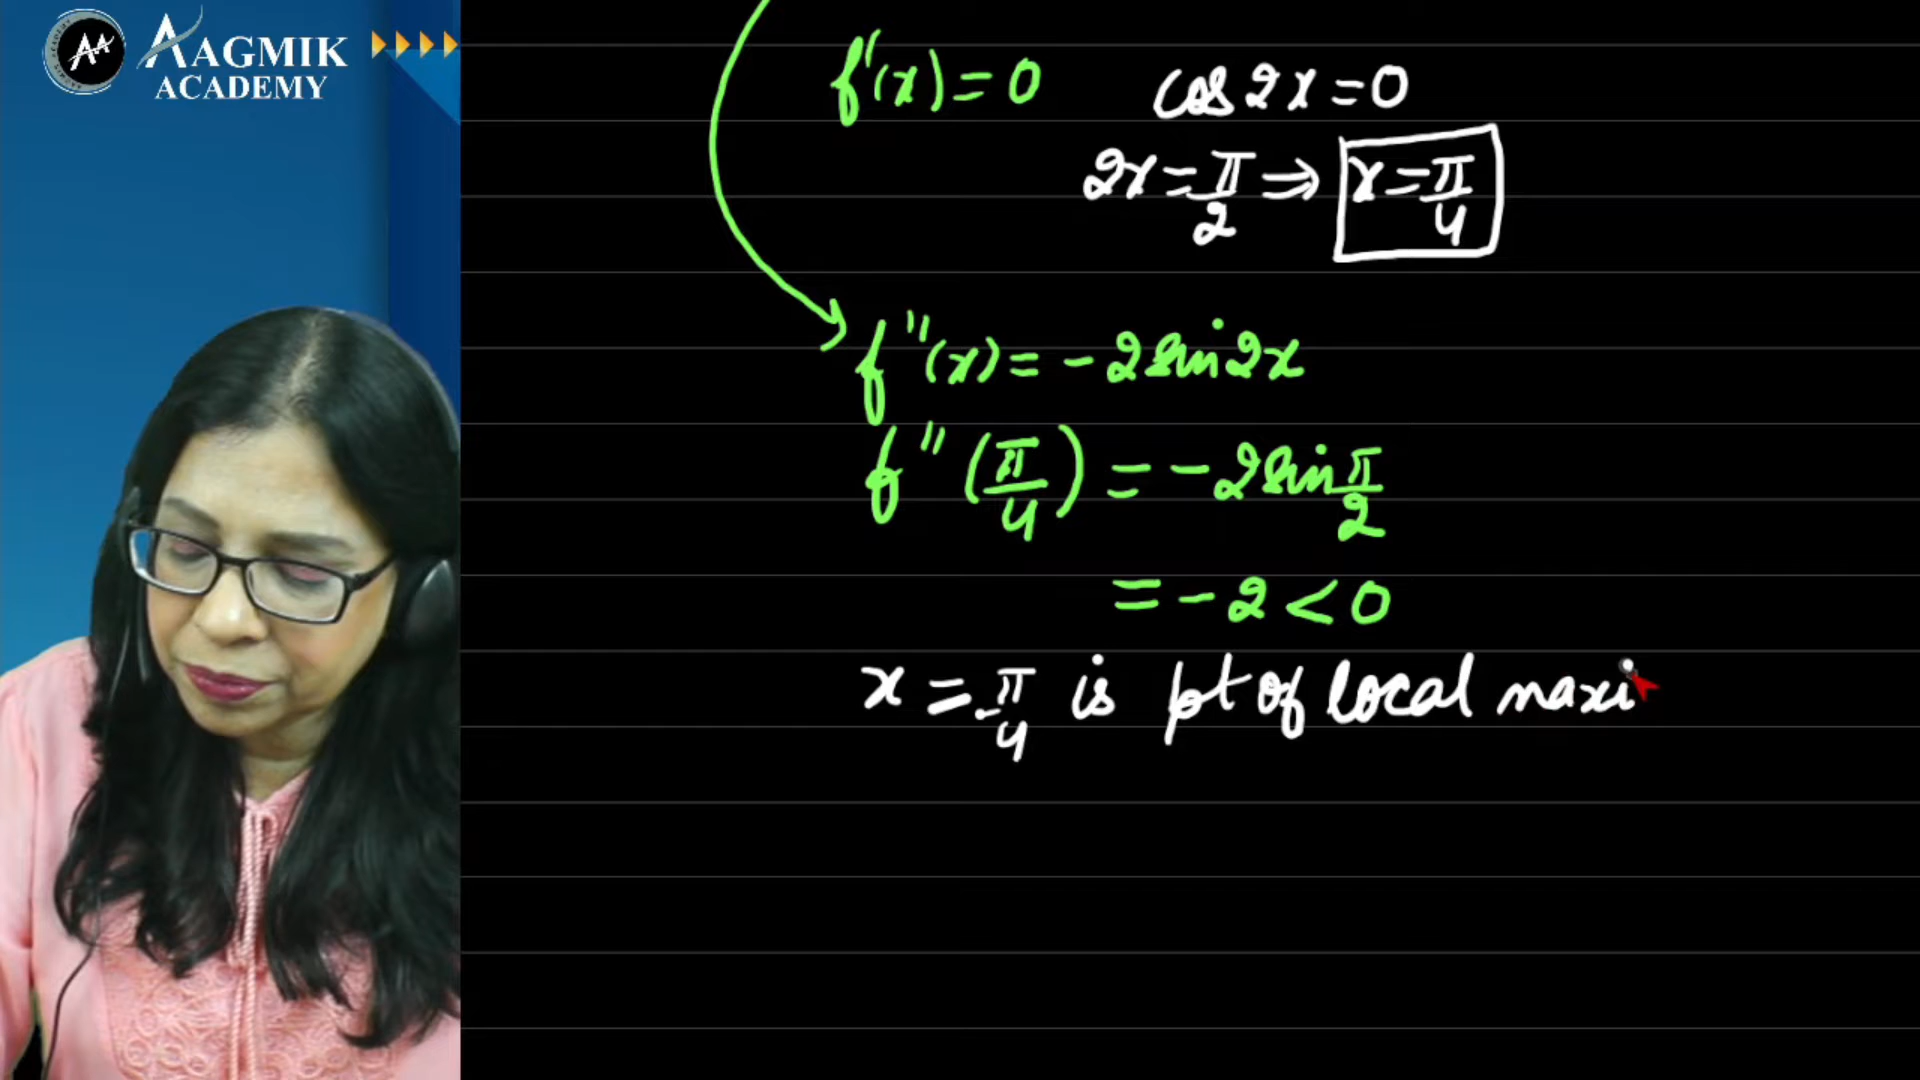 AAGMIK
ACADEMY
f'(x) = 0 cos 2x = 0
2x = π/2 ⇒ x = π/4
f''(x) = -2 sin 2x
f''(π/4) = -2 sin π/2
= -2 < 0
x = π/4 is pt of local maxi